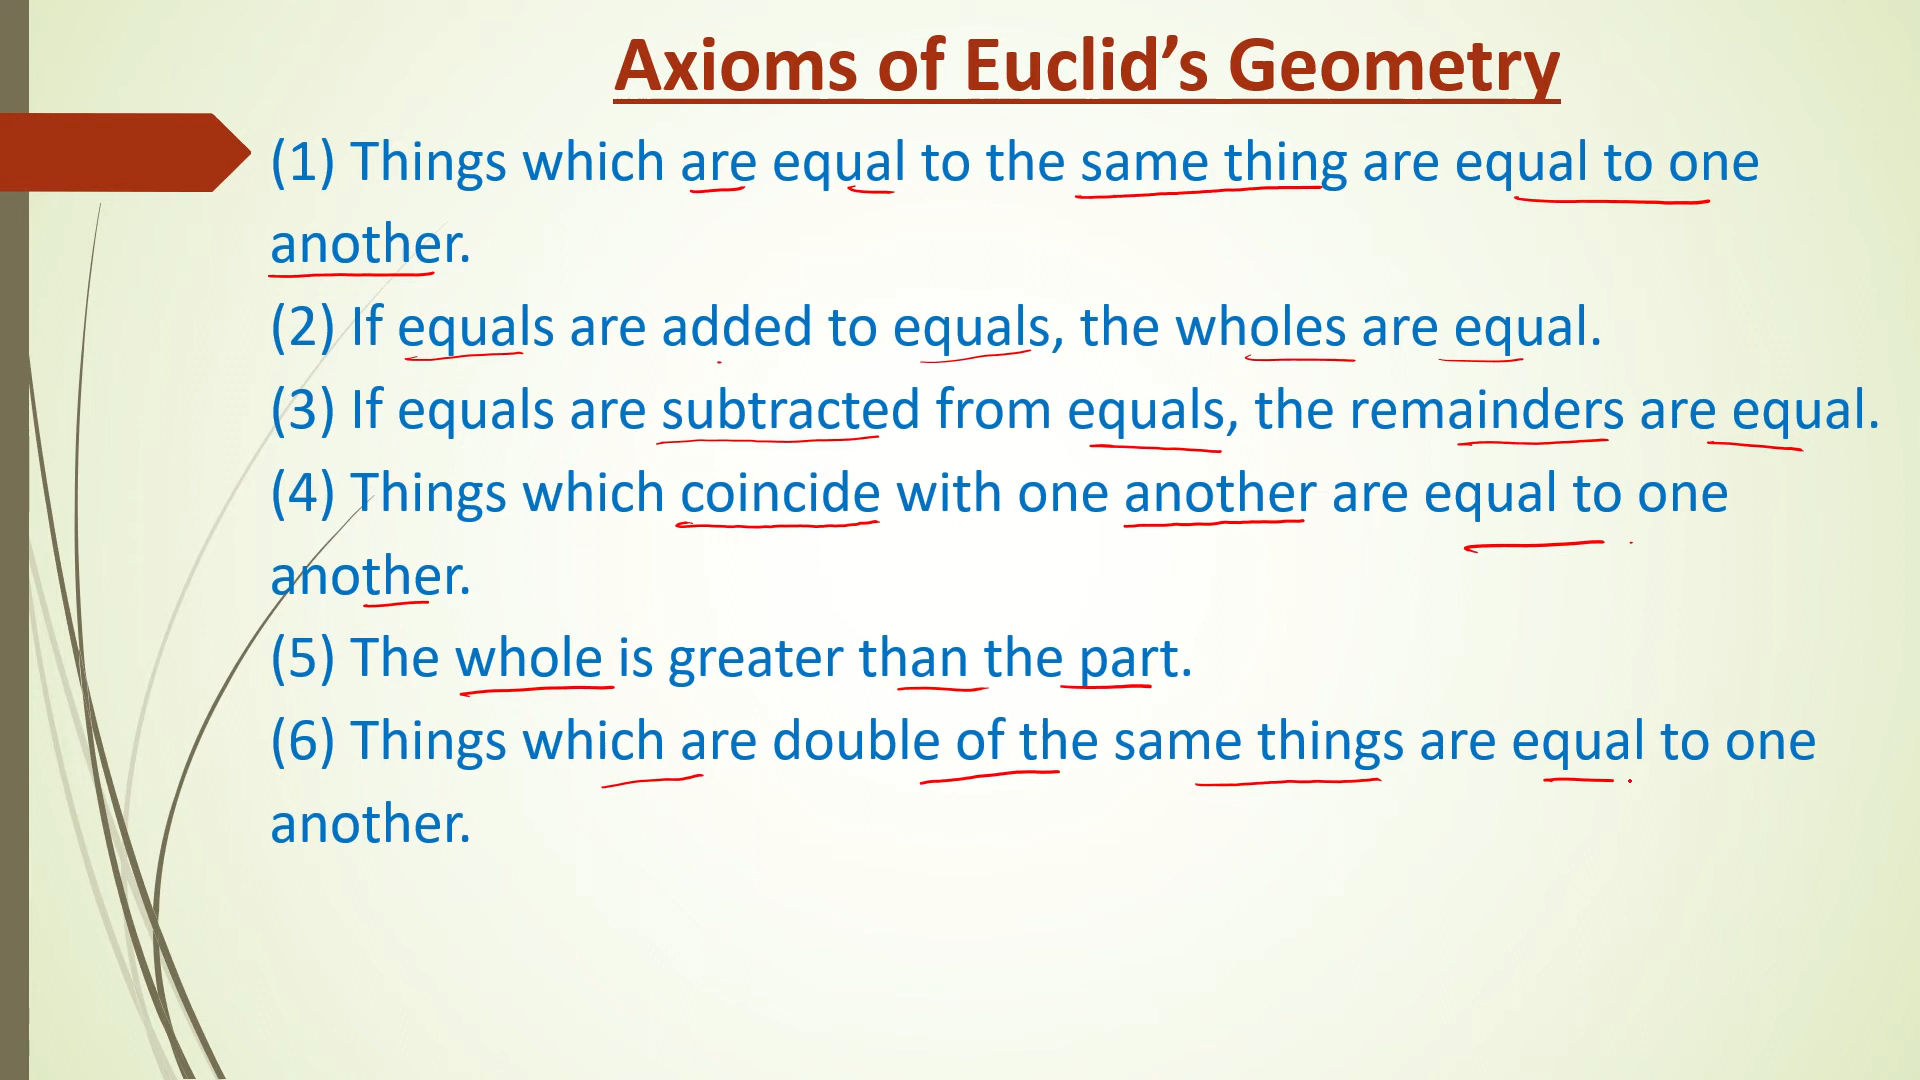 Axioms of Euclid’s Geometry
(1) Things which are equal to the same thing are equal to one
another.
(2) If equals are added to equals, the wholes are equal.
(3) If equals are subtracted from equals, the remainders are equal.
(4) Things which coincide with one another are equal to one
another.
(5) The whole is greater than the part.
(6) Things which are double of the same things are equal to one
another.